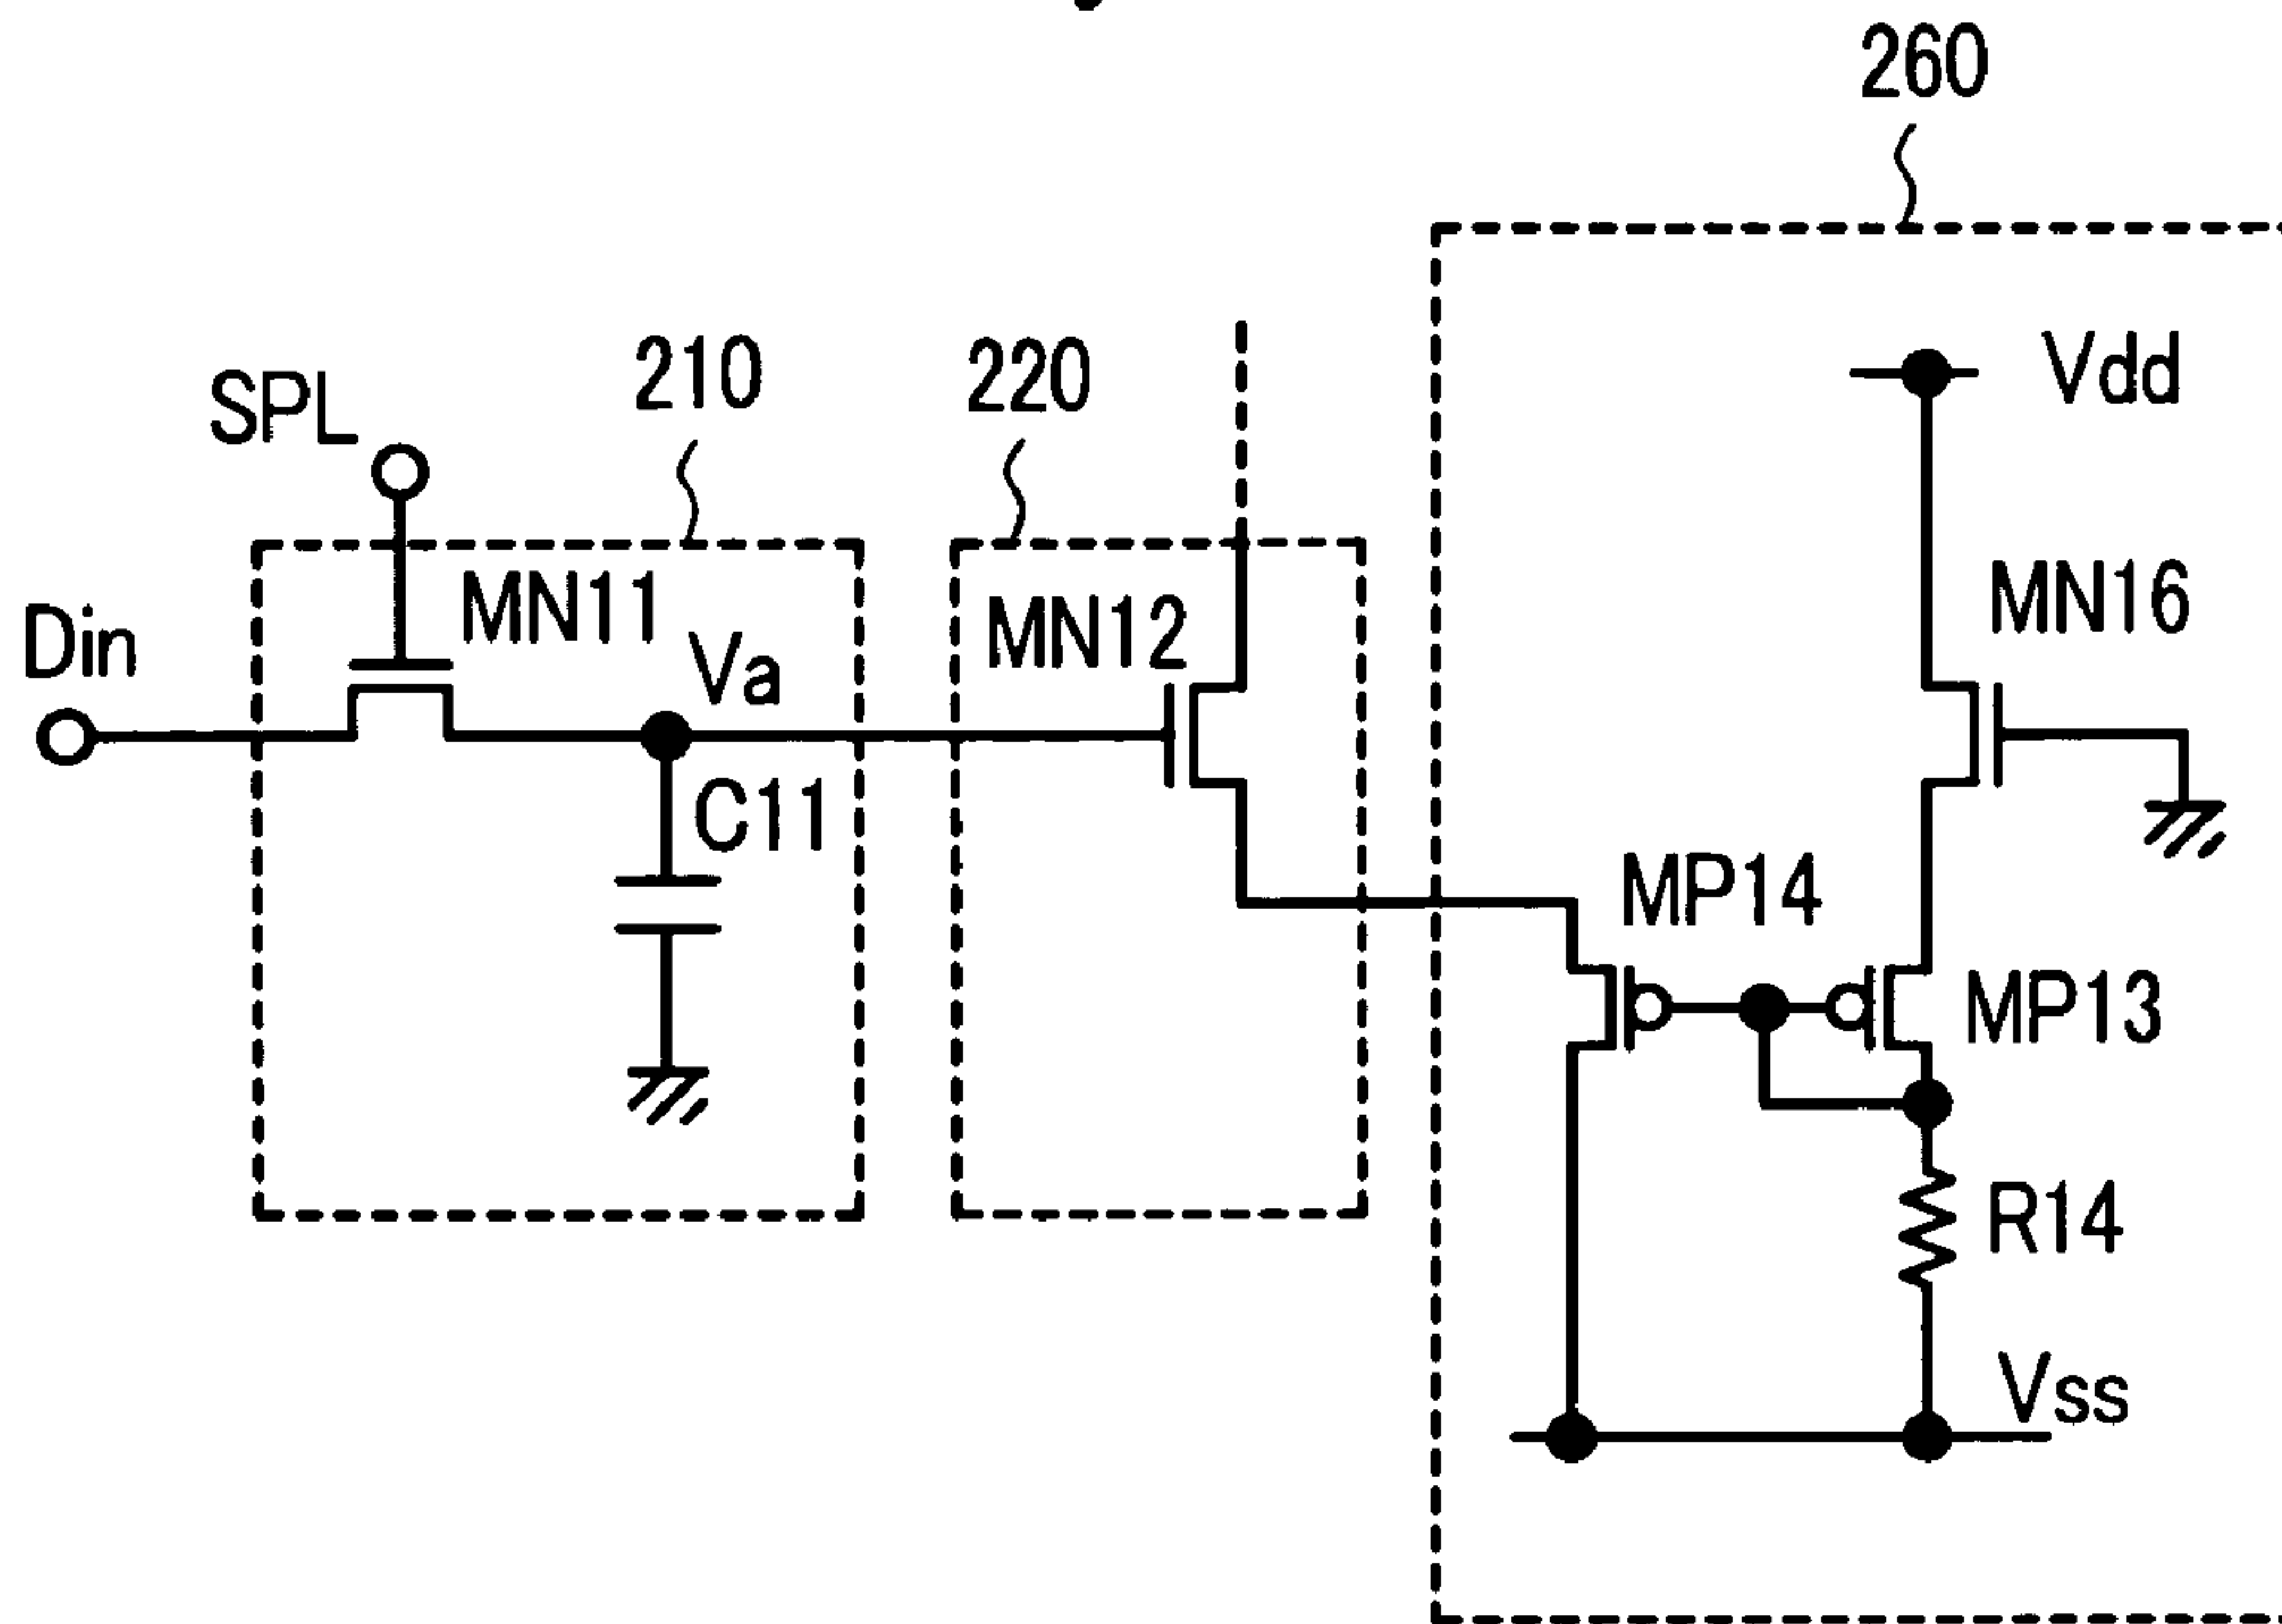 260
210
220
Vdd
SPL
MN11
MN12
MN16
Din
Va
C11
MP14
MP13
R14
Vss